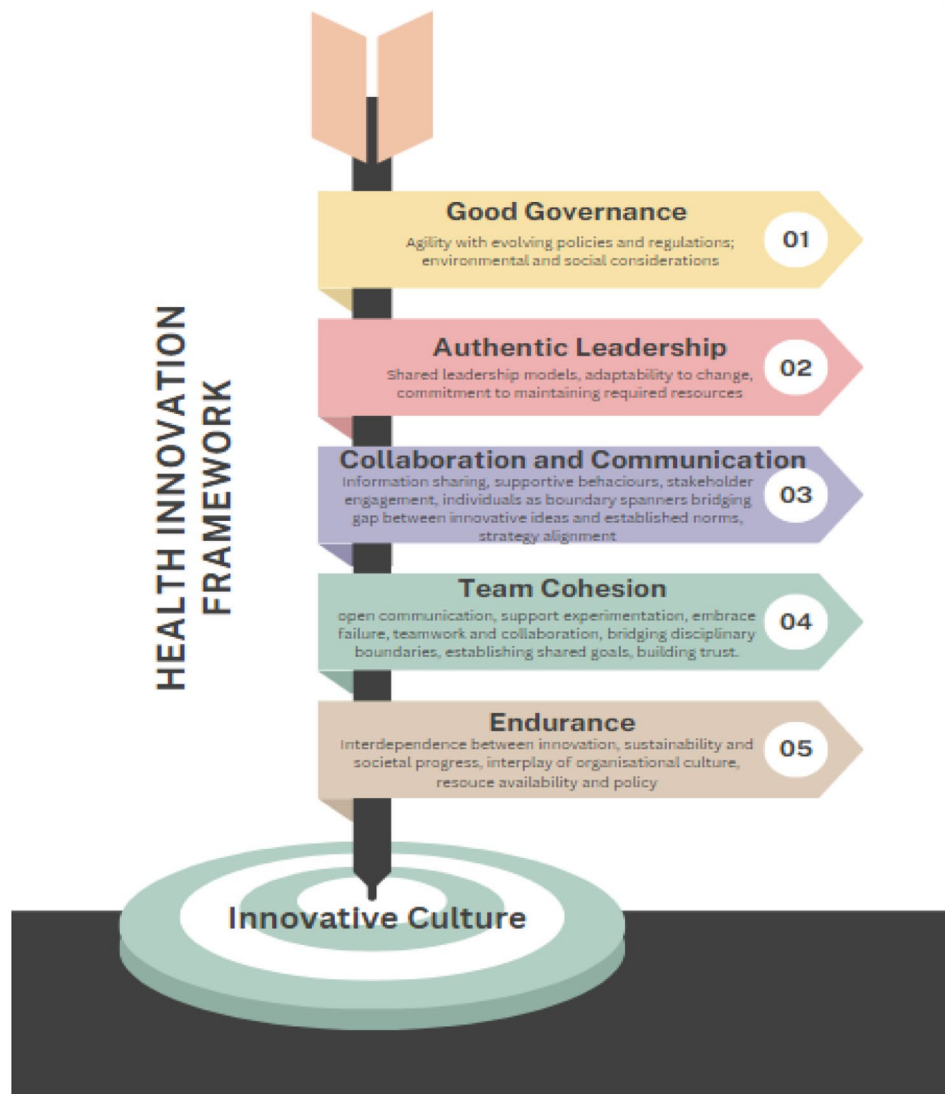 HEALTH INNOVATION
FRAMEWORK
Good Governance
Agility with evolving policies and regulations;
environmental and social considerations
01
Authentic Leadership
Shared leadership models, adaptability to change,
commitment to maintaining required resources
02
Collaboration and Communication
Information sharing, supportive behaciours, stakeholder
engagement, individuals as boundary spanners bridging
gap between innovative ideas and established norms,
strategy alignment
03
Team Cohesion
open communication, support experimentation, embrace
failure, teamwork and collaboration, bridging disciplinary
boundaries, establishing shared goals, building trust.
04
Endurance
Interdependence between innovation, sustainability and
societal progress, interplay of organisational culture,
resouce availability and policy
05
Innovative Culture